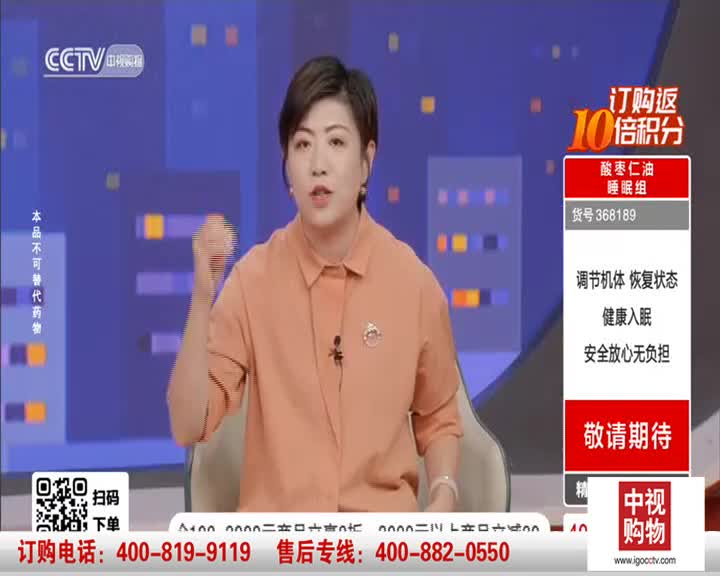 CCTV 中视购物
订购返
10倍积分
酸枣仁油
睡眠组
货号 368189
调节机体 恢复状态
健康入眠
安全放心无负担
敬请期待
本品不可替代药物
扫码
下单
中视
购物
www.igocctv.com
订购电话：400-819-9119 售后专线：400-882-0550